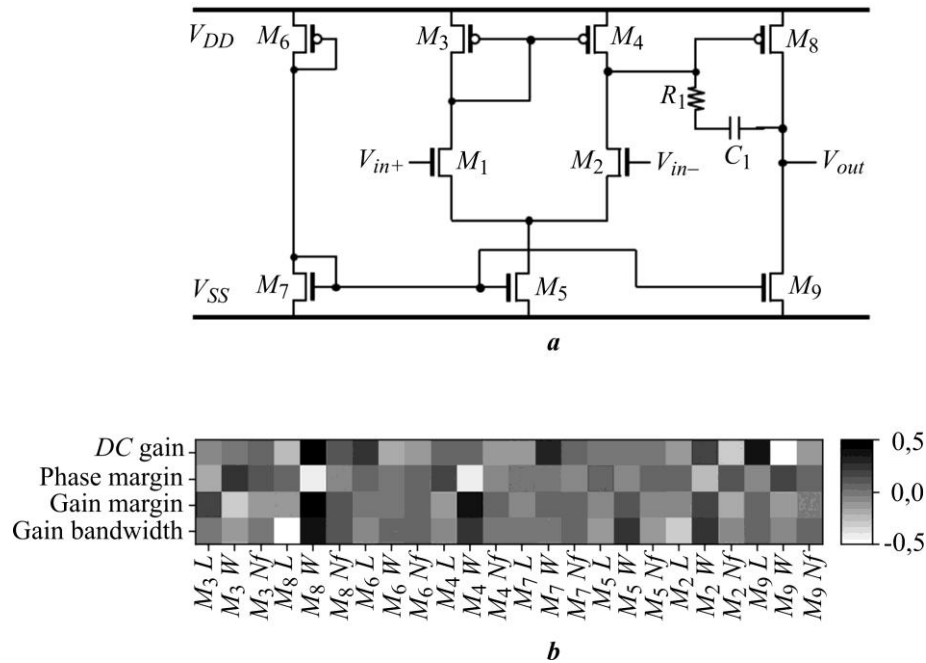 V_DD M_6 M_3 M_4 M_8
R_1
V_in+ M_1 M_2 V_in− C_1 V_out
V_SS M_7 M_5 M_9
a
DC gain 0,5
Phase margin
Gain margin 0,0
Gain bandwidth -0,5
M_3 L
M_3 W
M_3 Nf
M_8 L
M_8 W
M_8 Nf
M_6 L
M_6 W
M_6 Nf
M_4 L
M_4 W
M_4 Nf
M_7 L
M_7 W
M_7 Nf
M_5 L
M_5 W
M_5 Nf
M_2 L
M_2 W
M_2 Nf
M_9 L
M_9 W
M_9 Nf
b